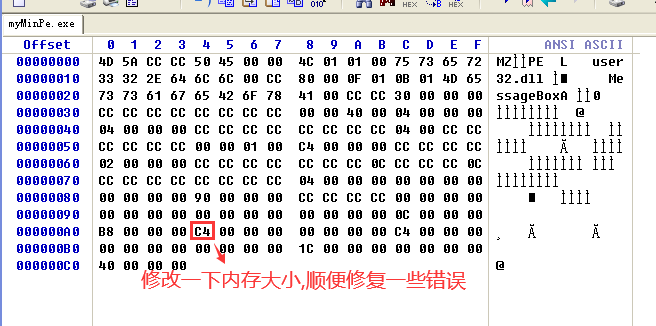 myMinPe.exe
Offset 0 1 2 3 4 5 6 7 8 9 A B C D E F ANSI ASCII
00000000 4D 5A CC CC 50 45 00 00 4C 01 01 00 75 73 65 72 MZÌÌPE L user
00000010 33 32 2E 64 6C 6C 00 CC 80 00 0F 01 0B 01 4D 65 32.dll Ì Me
00000020 73 73 61 67 65 42 6F 78 41 00 CC CC 30 00 00 00 ssageBoxA ÌÌ0
00000030 CC CC CC CC CC CC CC CC 00 00 40 00 04 00 00 00 ÌÌÌÌÌÌÌÌ @
00000040 04 00 00 00 CC CC CC CC CC CC CC CC 04 00 CC CC ÌÌÌÌÌÌÌÌ ÌÌ
00000050 CC CC CC CC 00 00 01 00 C4 00 00 00 CC CC CC CC ÌÌÌÌ Ä ÌÌÌÌ
00000060 02 00 00 00 CC CC CC CC CC 0C CC CC CC CC CC 0C ÌÌÌÌÌ ÌÌÌÌÌ
00000070 CC CC CC CC CC CC CC CC 04 00 00 00 00 00 00 00 ÌÌÌÌÌÌÌÌ
00000080 00 00 00 00 90 00 00 00 CC CC CC CC 00 00 00 00 ÌÌÌÌ
00000090 00 00 00 00 00 00 00 00 00 00 00 00 0C 00 00 00
000000A0 B8 00 00 00 C4 00 00 00 00 00 00 00 C4 00 00 00 ¸ Ä Ä
000000B0 00 00 00 00 00 00 00 00 1C 00 00 00 00 00 00 00
000000C0 40 00 00 00 @
修改一下内存大小,顺便修复一些错误